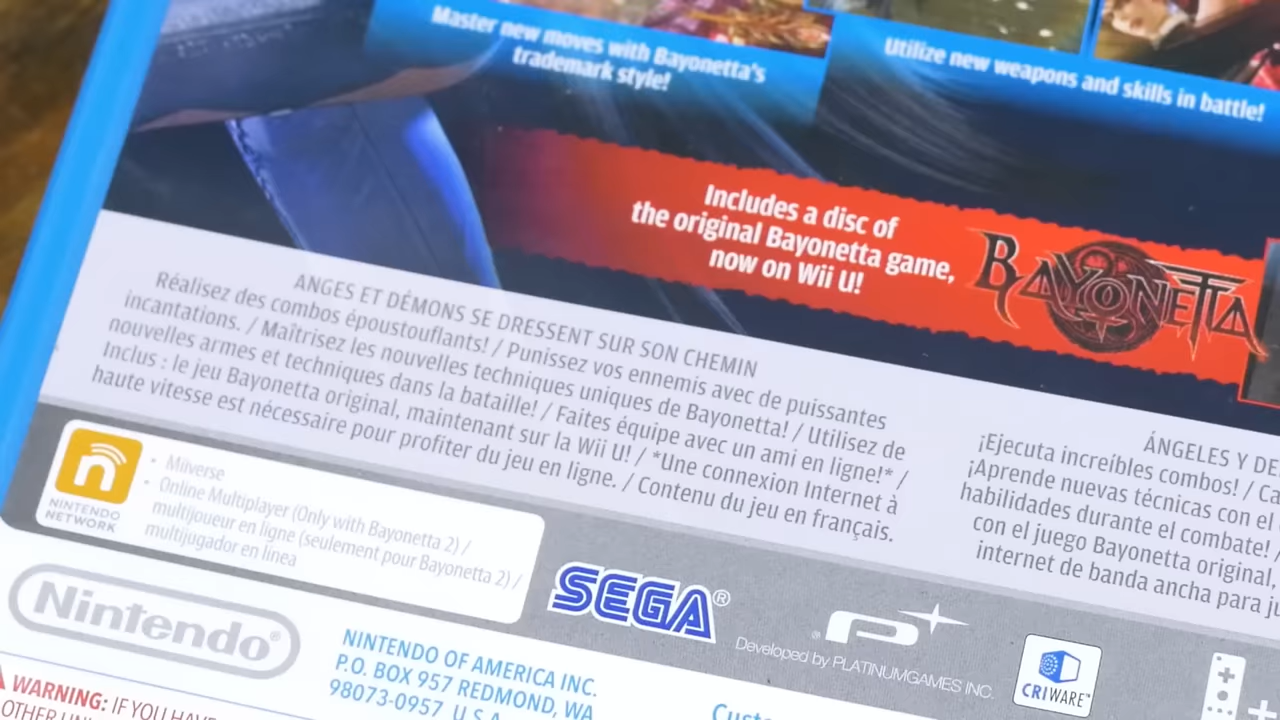 Master new moves with Bayonetta's
trademark style!
Utilize new weapons and skills in battle!
Includes a disc of
the original Bayonetta game,
now on Wii U!
BAYONETTA
ANGES ET DÉMONS SE DRESSENT SUR SON CHEMIN
Réalisez des combos époustouflants! / Punissez vos ennemis avec de puissantes
incantations. / Maîtrisez les nouvelles techniques uniques de Bayonetta! / Utilisez de
nouvelles armes et techniques dans la bataille! / Faites équipe avec un ami en ligne!* /
Inclus : le jeu Bayonetta original, maintenant sur la Wii U! / *Une connexion Internet à
haute vitesse est nécessaire pour profiter du jeu en ligne. / Contenu du jeu en français.
ÁNGELES Y DE
¡Ejecuta increíbles combos! / Ca
¡Aprende nuevas técnicas con el
habilidades durante el combate! /
con el juego Bayonetta original,
internet de banda ancha para j
NINTENDO
NETWORK
• Miiverse
• Online Multiplayer (Only with Bayonetta 2) /
multijoueur en ligne (seulement pour Bayonetta 2) /
multijugador en línea
Nintendo®
SEGA®
® P
Developed by PLATINUMGAMES INC.
CRIWARE™
NINTENDO OF AMERICA INC.
P.O. BOX 957 REDMOND, WA
98073-0957 U.S.A.
WARNING: IF YOU HAVE
OTHER